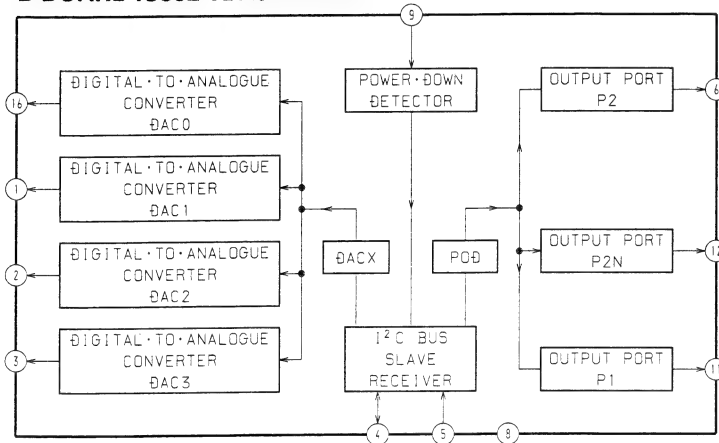 9
DIGITAL·TO·ANALOGUE
CONVERTER
DAC0
16
POWER·DOWN
DETECTOR
OUTPUT PORT
P2
6
DIGITAL·TO·ANALOGUE
CONVERTER
DAC1
1
DIGITAL·TO·ANALOGUE
CONVERTER
DAC2
2
DACX
POD
OUTPUT PORT
P2N
12
DIGITAL·TO·ANALOGUE
CONVERTER
DAC3
3
I²C BUS
SLAVE
RECEIVER
OUTPUT PORT
P1
11
4
5
8